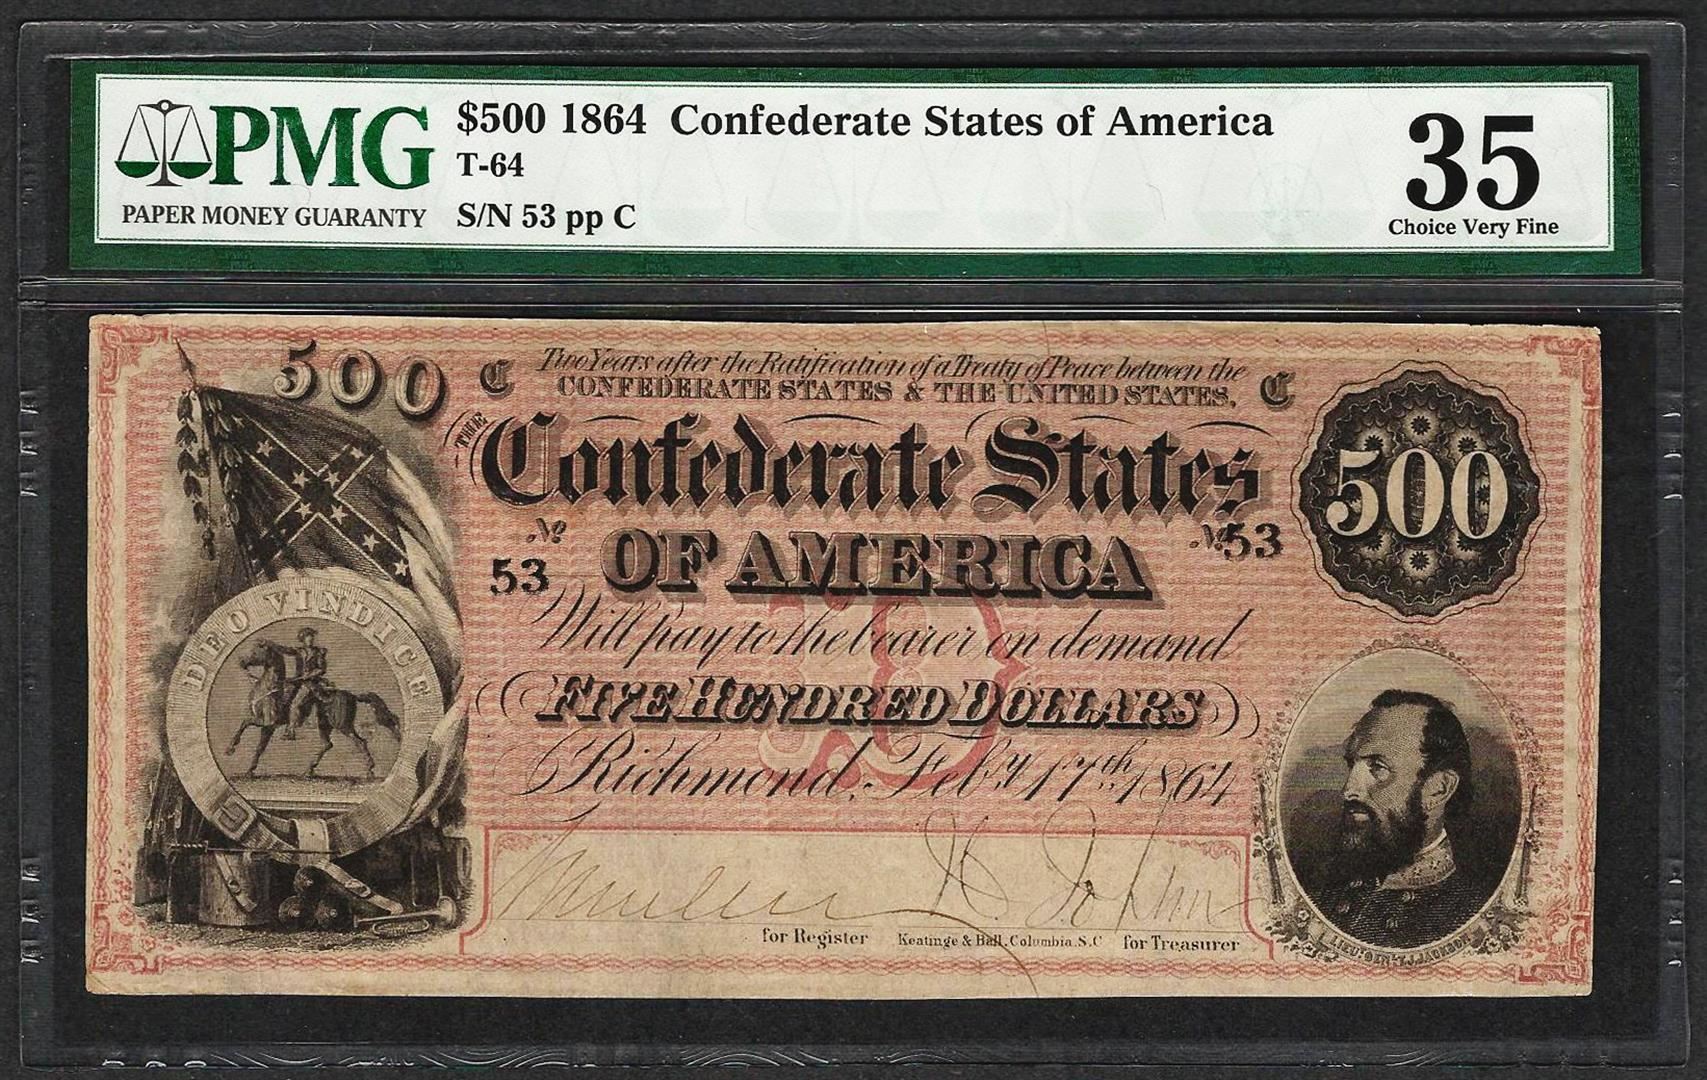 PMG
PAPER MONEY GUARANTY
$500 1864 Confederate States of America
T-64
S/N 53 pp C
35
Choice Very Fine
500 C Two Years after the Ratification of a Treaty of Peace between the C
CONFEDERATE STATES & THE UNITED STATES.
THE Confederate States
500
No 53 OF AMERICA No 53
DEO VINDICE
Will pay to the bearer on demand
D
FIVE HUNDRED DOLLARS
Richmond, Feby 17th 1864
for Register Keatinge & Ball, Columbia, S.C for Treasurer
LIEUT GEN. T.J. JACKSON